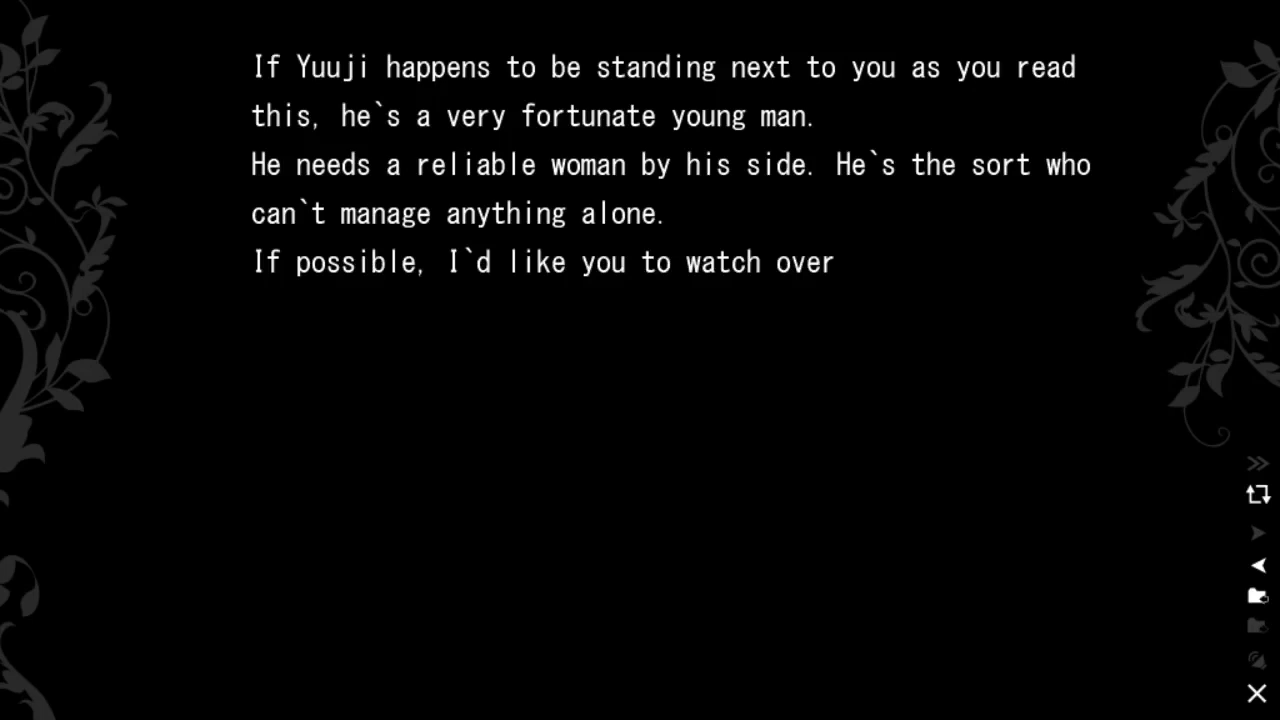 If Yuuji happens to be standing next to you as you read
this, he`s a very fortunate young man.
He needs a reliable woman by his side. He`s the sort who
can`t manage anything alone.
If possible, I`d like you to watch over